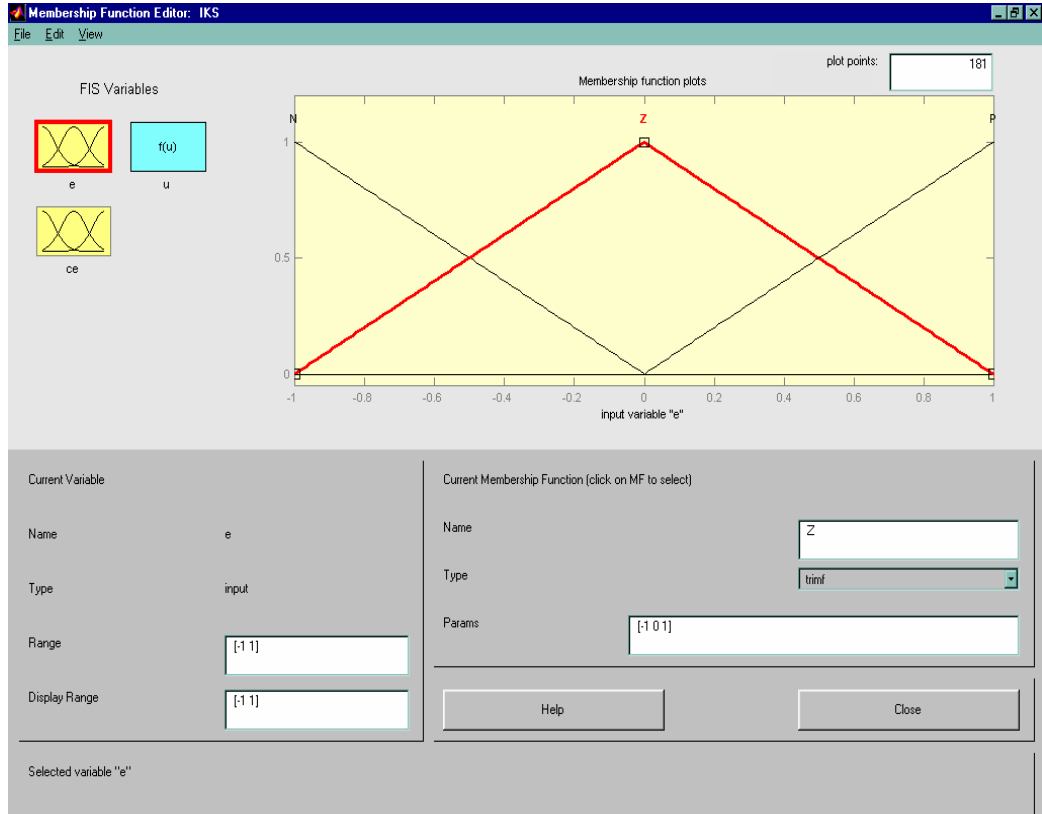 Membership Function Editor: IKS
File Edit View
plot points: 181
FIS Variables
Membership function plots
f(u)
e u
ce
N Z P
1
0.5
0
-1 -0.8 -0.6 -0.4 -0.2 0 0.2 0.4 0.6 0.8 1
input variable "e"
Current Variable
Name e
Type input
Range [-1 1]
Display Range [-1 1]
Current Membership Function (click on MF to select)
Name Z
Type trimf
Params [-1 0 1]
Help Close
Selected variable "e"